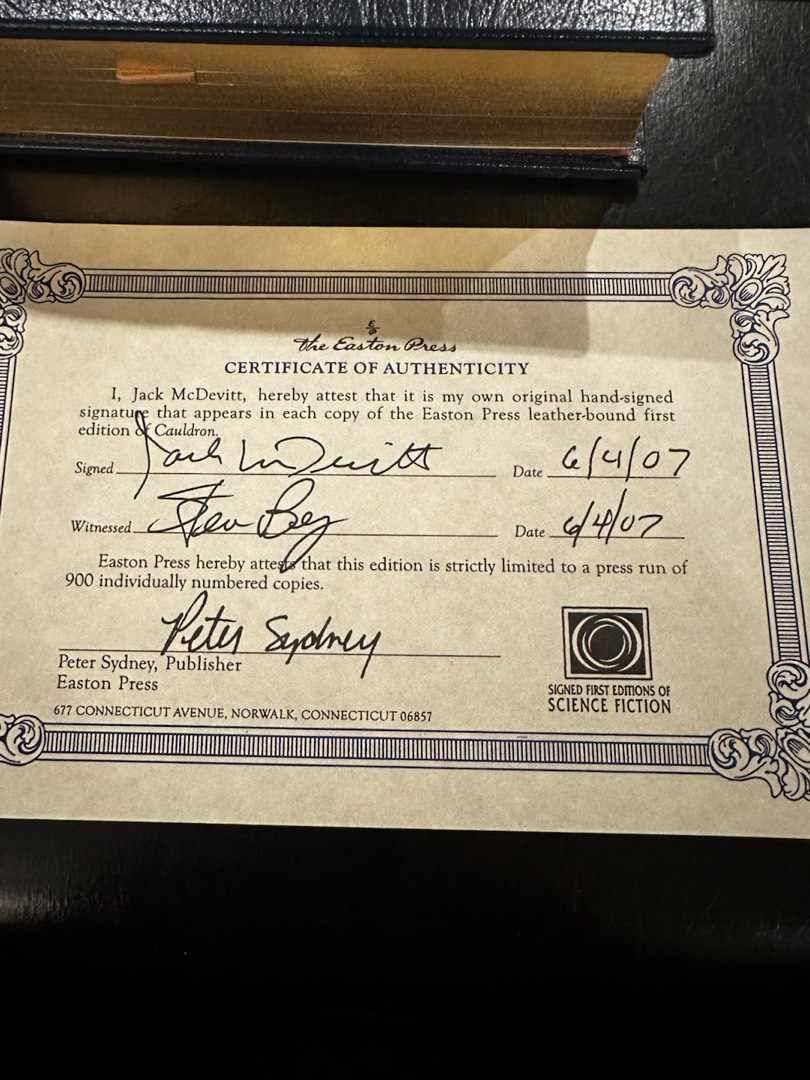 The Easton Press
CERTIFICATE OF AUTHENTICITY
I, Jack McDevitt, hereby attest that it is my own original hand-signed
signature that appears in each copy of the Easton Press leather-bound first
edition of Cauldron.
Signed Jack McDevitt Date 6/4/07
Witnessed Date 6/4/07
Easton Press hereby attests that this edition is strictly limited to a press run of
900 individually numbered copies.
Peter Sydney
Peter Sydney, Publisher
Easton Press
677 CONNECTICUT AVENUE, NORWALK, CONNECTICUT 06857
SIGNED FIRST EDITIONS OF
SCIENCE FICTION